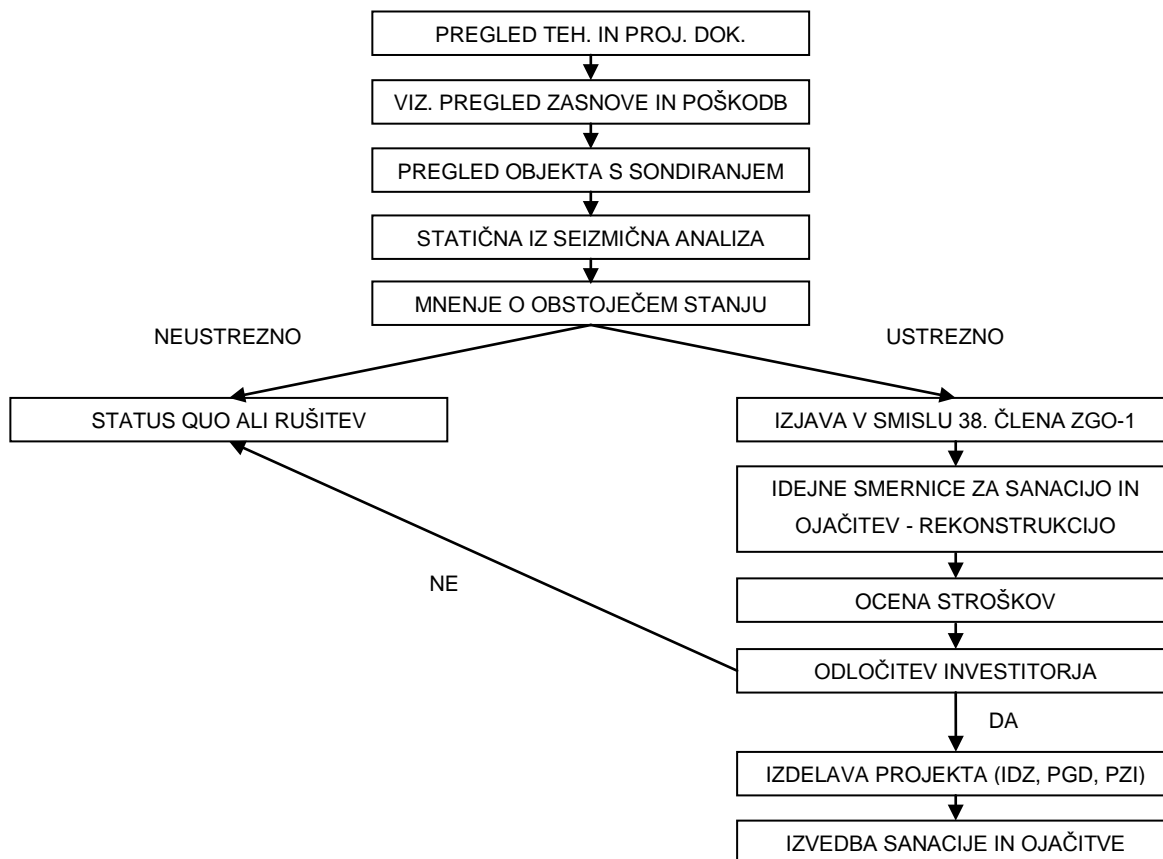 PREGLED TEH. IN PROJ. DOK.
VIZ. PREGLED ZASNOVE IN POŠKODB
PREGLED OBJEKTA S SONDIRANJEM
STATIČNA IZ SEIZMIČNA ANALIZA
MNENJE O OBSTOJEČEM STANJU
NEUSTREZNO
USTREZNO
STATUS QUO ALI RUŠITEV
IZJAVA V SMISLU 38. ČLENA ZGO-1
IDEJNE SMERNICE ZA SANACIJO IN
OJAČITEV - REKONSTRUKCIJO
NE
OCENA STROŠKOV
ODLOČITEV INVESTITORJA
DA
IZDELAVA PROJEKTA (IDZ, PGD, PZI)
IZVEDBA SANACIJE IN OJAČITVE